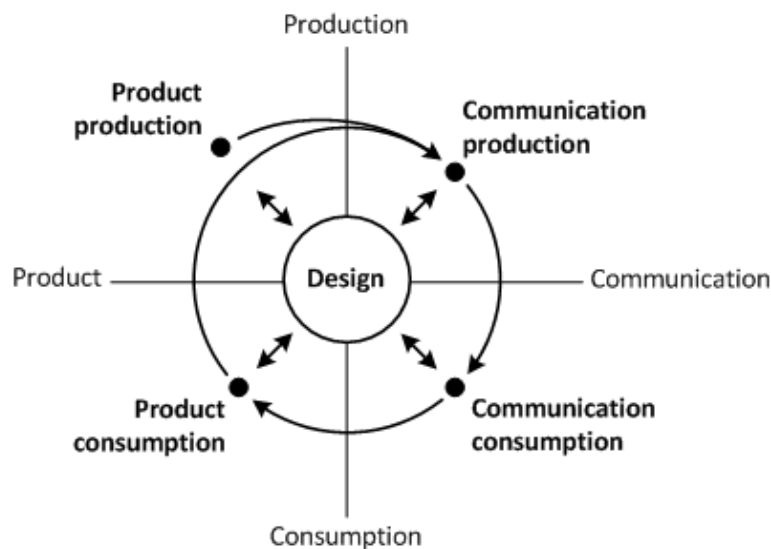 Production
Product
production
Communication
production
Product
Design
Communication
Product
consumption
Communication
consumption
Consumption